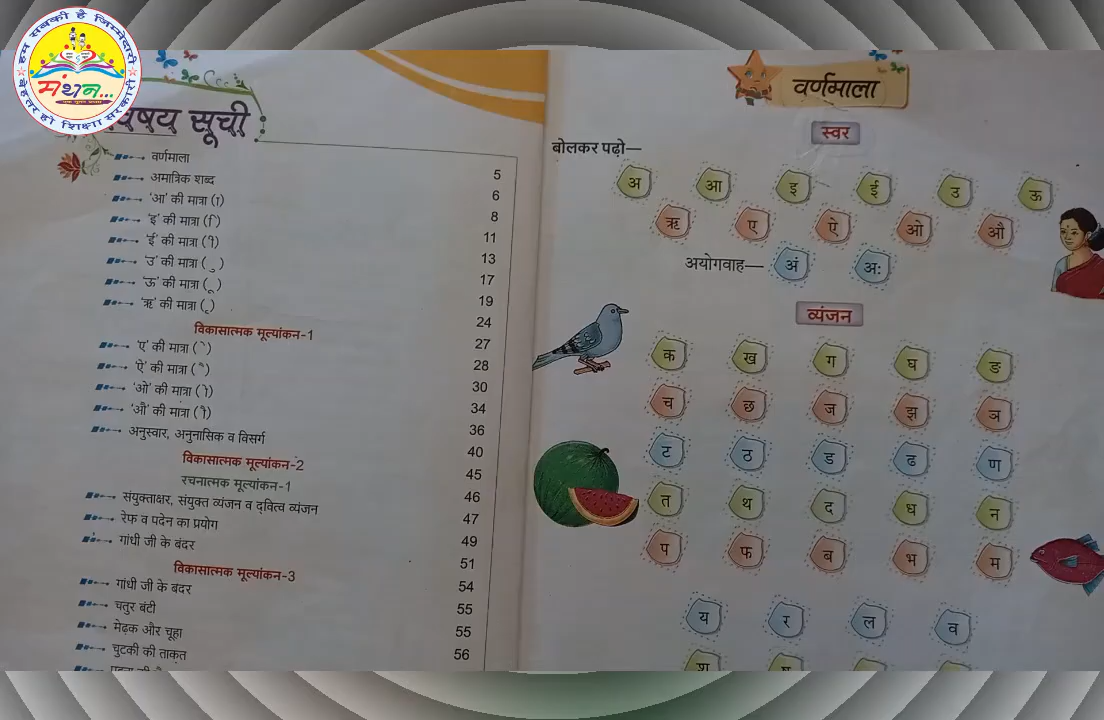 हम सबकी है जिम्मेदारी
मंथन...
बेहतर हो शिक्षा सरकारी
विषय सूची
वर्णमाला 5
अमात्रिक शब्द 6
'आ' की मात्रा (ा) 8
'इ' की मात्रा (ि) 11
'ई' की मात्रा (ी) 13
'उ' की मात्रा (ु) 17
'ऊ' की मात्रा (ू) 19
'ऋ' की मात्रा (ृ) 24
विकासात्मक मूल्यांकन-1 27
'ए' की मात्रा (े) 28
'ऐ' की मात्रा (ै) 30
'ओ' की मात्रा (ो) 34
'औ' की मात्रा (ौ) 36
अनुस्वार, अनुनासिक व विसर्ग 40
विकासात्मक मूल्यांकन-2 45
रचनात्मक मूल्यांकन-1 46
संयुक्ताक्षर, संयुक्त व्यंजन व द्वित्व व्यंजन 47
रेफ व पदेन का प्रयोग 49
गांधी जी के बंदर 51
विकासात्मक मूल्यांकन-3 54
गांधी जी के बंदर 55
चतुर बंटी 55
मेढ़क और चूहा 56
चुटकी की ताकत
वर्णमाला
स्वर
बोलकर पढ़ो—
अ आ इ ई उ ऊ
ऋ ए ऐ ओ औ
अयोगवाह— अं अः
व्यंजन
क ख ग घ ङ
च छ ज झ ञ
ट ठ ड ढ ण
त थ द ध न
प फ ब भ म
य र ल व
श ष